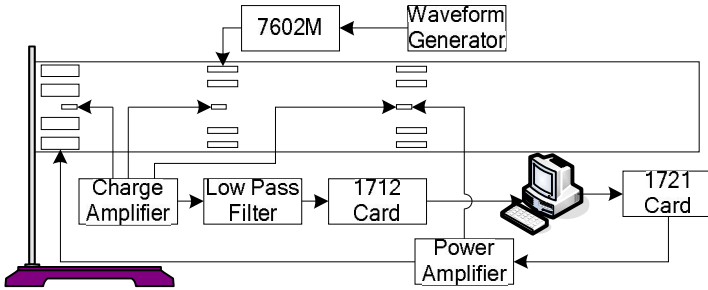 7602M
Waveform
Generator
Charge
Amplifier
Low Pass
Filter
1712
Card
1721
Card
Power
Amplifier